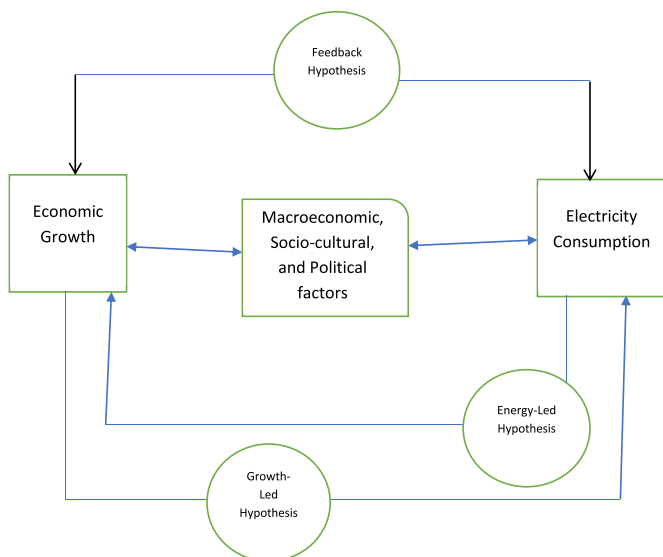 Feedback
Hypothesis
Economic
Growth
Macroeconomic,
Socio-cultural,
and Political
factors
Electricity
Consumption
Energy-Led
Hypothesis
Growth-
Led
Hypothesis